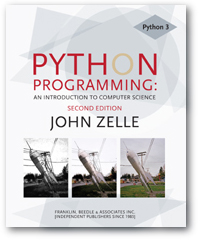 Python 3
PYTHON
PROGRAMMING:
AN INTRODUCTION TO COMPUTER SCIENCE
SECOND EDITION
JOHN ZELLE
FRANKLIN, BEEDLE & ASSOCIATES INC.
[INDEPENDENT PUBLISHERS SINCE 1985]